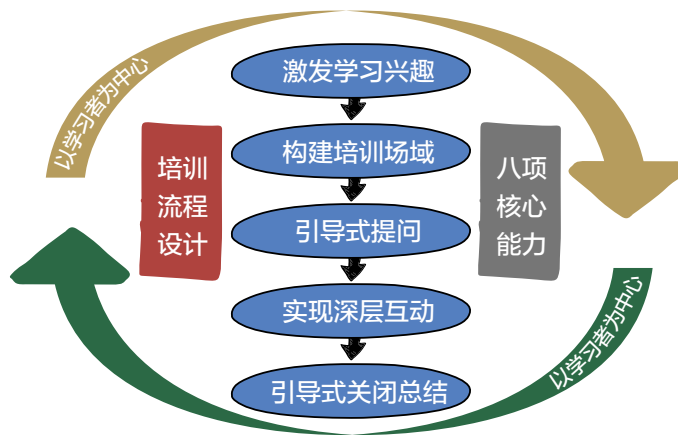 以学习者为中心
激发学习兴趣
构建培训场域
引导式提问
实现深层互动
引导式关闭总结
培训
流程
设计
八项
核心
能力
以学习者为中心